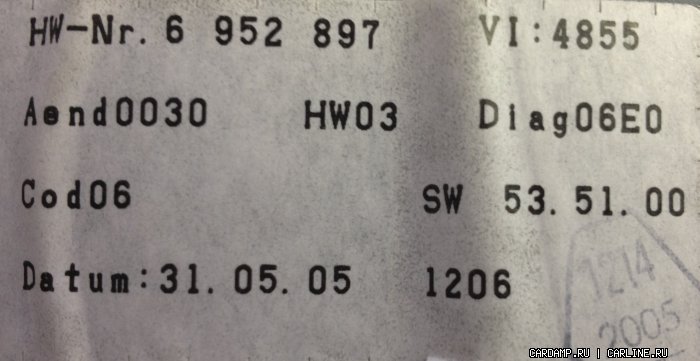 HW-Nr. 6 952 897 VI:4855
Aend0030 HW03 Diag06E0
Cod06 SW 53.51.00
Datum:31.05.05 1206
1214
2005
CARDAMP.RU | CARLINE.RU